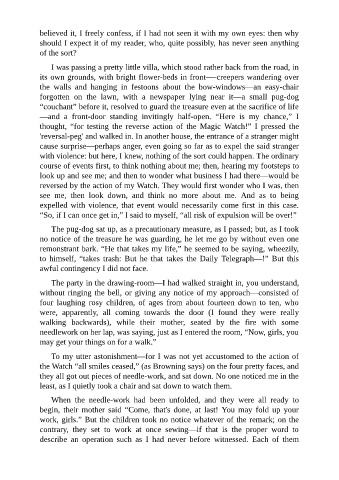 believed it, I freely confess, if I had not seen it with my own eyes: then why
should I expect it of my reader, who, quite possibly, has never seen anything
of the sort?
I was passing a pretty little villa, which stood rather back from the road, in
its own grounds, with bright flower-beds in front—-creepers wandering over
the walls and hanging in festoons about the bow-windows—an easy-chair
forgotten on the lawn, with a newspaper lying near it—a small pug-dog
“couchant” before it, resolved to guard the treasure even at the sacrifice of life
—and a front-door standing invitingly half-open. “Here is my chance,” I
thought, “for testing the reverse action of the Magic Watch!” I pressed the
'reversal-peg' and walked in. In another house, the entrance of a stranger might
cause surprise—perhaps anger, even going so far as to expel the said stranger
with violence: but here, I knew, nothing of the sort could happen. The ordinary
course of events first, to think nothing about me; then, hearing my footsteps to
look up and see me; and then to wonder what business I had there—would be
reversed by the action of my Watch. They would first wonder who I was, then
see me, then look down, and think no more about me. And as to being
expelled with violence, that event would necessarily come first in this case.
“So, if I can once get in,” I said to myself, “all risk of expulsion will be over!”
The pug-dog sat up, as a precautionary measure, as I passed; but, as I took
no notice of the treasure he was guarding, he let me go by without even one
remonstrant bark. “He that takes my life,” he seemed to be saying, wheezily,
to himself, “takes trash: But he that takes the Daily Telegraph—!” But this
awful contingency I did not face.
The party in the drawing-room—I had walked straight in, you understand,
without ringing the bell, or giving any notice of my approach—consisted of
four laughing rosy children, of ages from about fourteen down to ten, who
were, apparently, all coming towards the door (I found they were really
walking backwards), while their mother, seated by the fire with some
needlework on her lap, was saying, just as I entered the room, “Now, girls, you
may get your things on for a walk.”
To my utter astonishment—for I was not yet accustomed to the action of
the Watch “all smiles ceased,” (as Browning says) on the four pretty faces, and
they all got out pieces of needle-work, and sat down. No one noticed me in the
least, as I quietly took a chair and sat down to watch them.
When the needle-work had been unfolded, and they were all ready to
begin, their mother said “Come, that's done, at last! You may fold up your
work, girls.” But the children took no notice whatever of the remark; on the
contrary, they set to work at once sewing—if that is the proper word to
describe an operation such as I had never before witnessed. Each of them